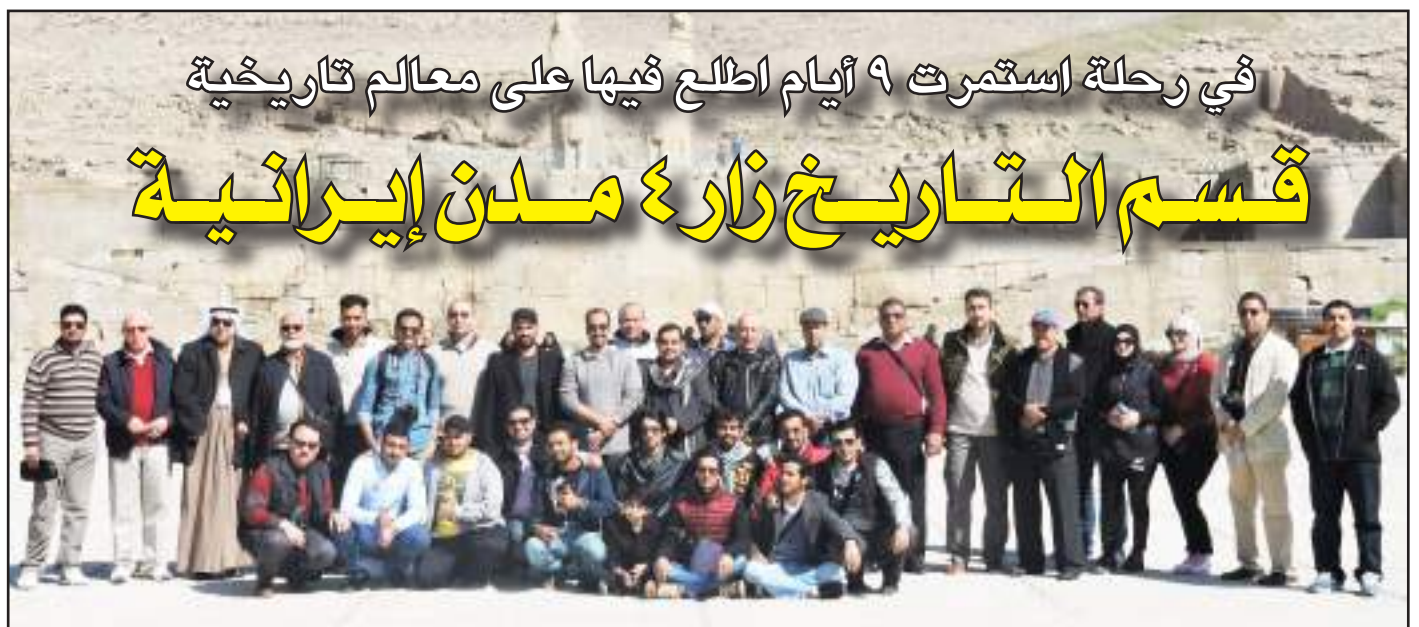 في رحلة استمرت ٩ أيام اطلع فيها على معالم تاريخية
قسم التاريخ زار ٤ مدن إيرانية